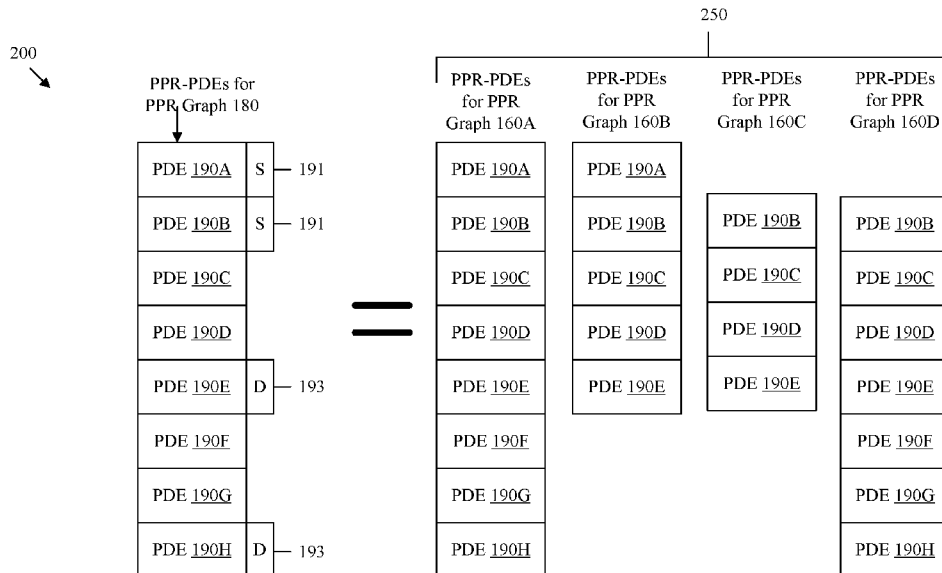 250
200
PPR-PDEs for
PPR Graph 180
PPR-PDEs
for PPR
Graph 160A
PPR-PDEs
for PPR
Graph 160B
PPR-PDEs
for PPR
Graph 160C
PPR-PDEs
for PPR
Graph 160D
PDE 190A S 191
PDE 190B S 191
PDE 190C
PDE 190D
PDE 190E D 193
PDE 190F
PDE 190G
PDE 190H D 193
PDE 190A
PDE 190B
PDE 190C
PDE 190D
PDE 190E
PDE 190F
PDE 190G
PDE 190H
PDE 190A
PDE 190B
PDE 190C
PDE 190D
PDE 190E
PDE 190B
PDE 190C
PDE 190D
PDE 190E
PDE 190B
PDE 190C
PDE 190D
PDE 190E
PDE 190F
PDE 190G
PDE 190H